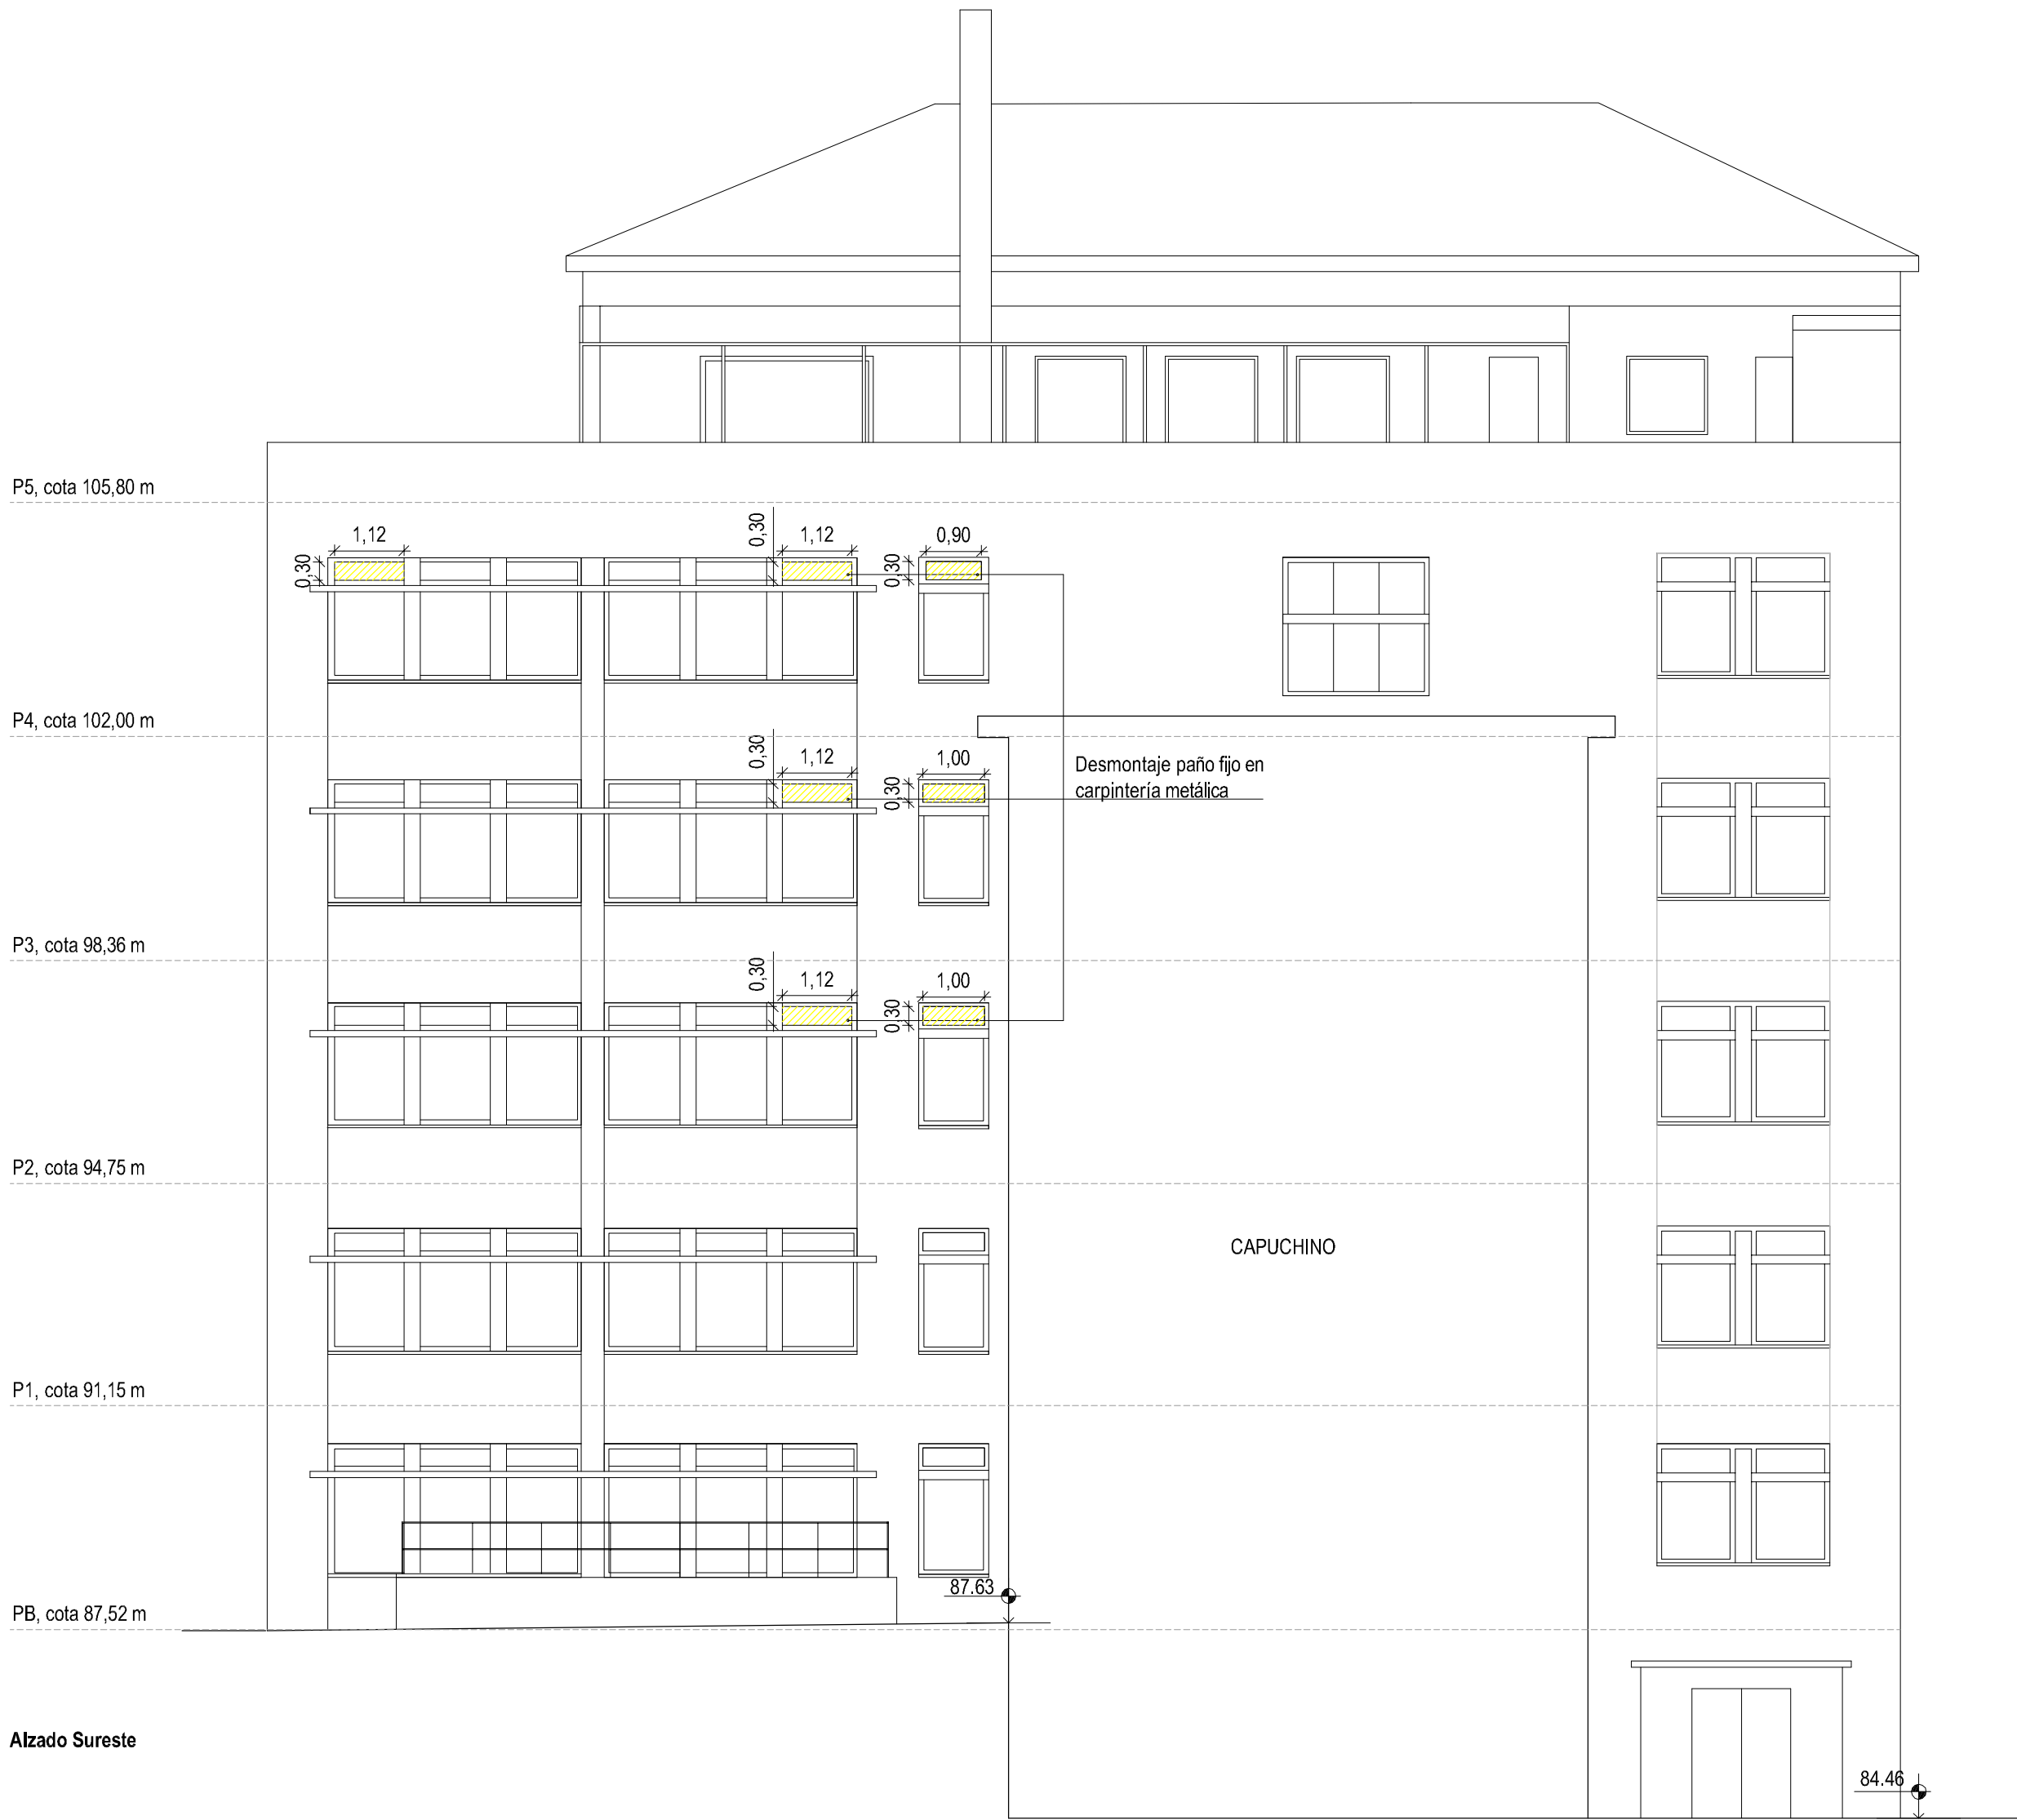 P5, cota 105,80 m
1,12
0,30
0,30
1,12
0,30
0,90
P4, cota 102,00 m
0,30
1,12
0,30
1,00
Desmontaje paño fijo en
carpintería metálica
P3, cota 98,36 m
0,30
1,12
0,30
1,00
P2, cota 94,75 m
CAPUCHINO
P1, cota 91,15 m
87.63
PB, cota 87,52 m
Alzado Sureste
84.46